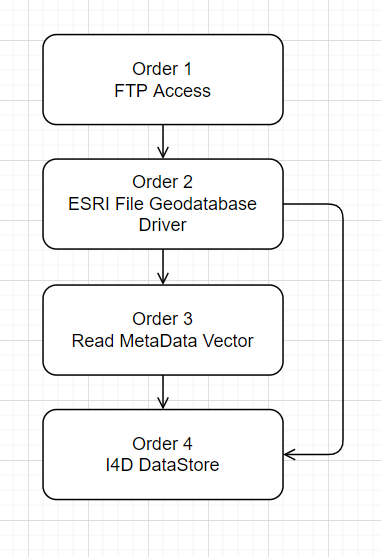 Order 1
FTP Access
Order 2
ESRI File Geodatabase
Driver
Order 3
Read MetaData Vector
Order 4
I4D DataStore